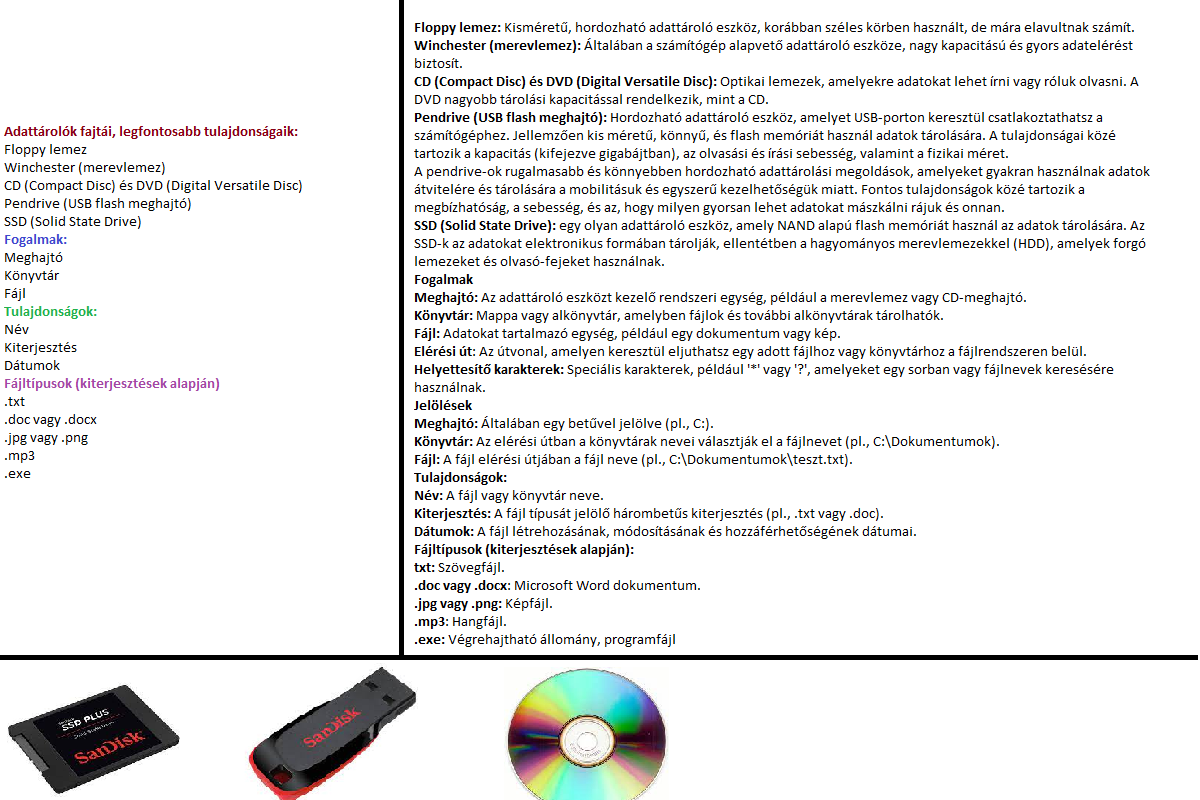 Adattárolók fajtái, legfontosabb tulajdonságaik:
Floppy lemez
Winchester (merevlemez)
CD (Compact Disc) és DVD (Digital Versatile Disc)
Pendrive (USB flash meghajtó)
SSD (Solid State Drive)
Fogalmak:
Meghajtó
Könyvtár
Fájl
Tulajdonságok:
Név
Kiterjesztés
Dátumok
Fájltípusok (kiterjesztések alapján)
.txt
.doc vagy .docx
.jpg vagy .png
.mp3
.exe
Floppy lemez: Kisméretű, hordozható adattároló eszköz, korábban széles körben használt, de mára elavultnak számít.
Winchester (merevlemez): Általában a számítógép alapvető adattároló eszköze, nagy kapacitású és gyors adatelérést
biztosít.
CD (Compact Disc) és DVD (Digital Versatile Disc): Optikai lemezek, amelyekre adatokat lehet írni vagy róluk olvasni. A
DVD nagyobb tárolási kapacitással rendelkezik, mint a CD.
Pendrive (USB flash meghajtó): Hordozható adattároló eszköz, amelyet USB-porton keresztül csatlakoztathatsz a
számítógéphez. Jellemzően kis méretű, könnyű, és flash memóriát használ adatok tárolására. A tulajdonságai közé
tartozik a kapacitás (kifejezve gigabájtban), az olvasási és írási sebesség, valamint a fizikai méret.
A pendrive-ok rugalmasabb és könnyebben hordozható adattárolási megoldások, amelyeket gyakran használnak adatok
átvitelére és tárolására a mobilitásuk és egyszerű kezelhetőségük miatt. Fontos tulajdonságok közé tartozik a
megbízhatóság, a sebesség, és az, hogy milyen gyorsan lehet adatokat mászkálni rájuk és onnan.
SSD (Solid State Drive): egy olyan adattároló eszköz, amely NAND alapú flash memóriát használ az adatok tárolására. Az
SSD-k az adatokat elektronikus formában tárolják, ellentétben a hagyományos merevlemezekkel (HDD), amelyek forgó
lemezeket és olvasó-fejeket használnak.
Fogalmak
Meghajtó: Az adattároló eszközt kezelő rendszeri egység, például a merevlemez vagy CD-meghajtó.
Könyvtár: Mappa vagy alkönyvtár, amelyben fájlok és további alkönyvtárak tárolhatók.
Fájl: Adatokat tartalmazó egység, például egy dokumentum vagy kép.
Elérési út: Az útvonal, amelyen keresztül eljuthatsz egy adott fájlhoz vagy könyvtárhoz a fájlrendszeren belül.
Helyettesítő karakterek: Speciális karakterek, például '*' vagy '?', amelyeket egy sorban vagy fájlnevek keresésére
használnak.
Jelölések
Meghajtó: Általában egy betűvel jelölve (pl., C:).
Könyvtár: Az elérési útban a könyvtárak nevei választják el a fájlnevet (pl., C:\Dokumentumok).
Fájl: A fájl elérési útjában a fájl neve (pl., C:\Dokumentumok\teszt.txt).
Tulajdonságok:
Név: A fájl vagy könyvtár neve.
Kiterjesztés: A fájl típusát jelölő hárombetűs kiterjesztés (pl., .txt vagy .doc).
Dátumok: A fájl létrehozásának, módosításának és hozzáférhetőségének dátumai.
Fájltípusok (kiterjesztések alapján):
txt: Szövegfájl.
.doc vagy .docx: Microsoft Word dokumentum.
.jpg vagy .png: Képfájl.
.mp3: Hangfájl.
.exe: Végrehajtható állomány, programfájl
SSD PLUS
SanDisk
SanDisk